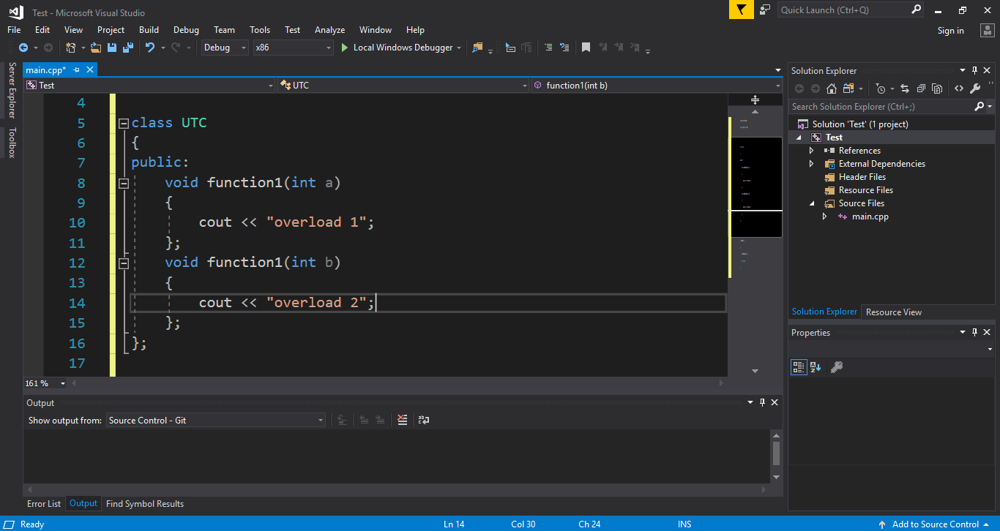 Test - Microsoft Visual Studio
Quick Launch (Ctrl+Q)
File Edit View Project Build Debug Team Tools Test Analyze Window Help
Sign in
Debug x86 Local Windows Debugger
Server Explorer
Toolbox
main.cpp*
Test UTC function1(int b)
4
5 class UTC
6 {
7 public:
8 void function1(int a)
9 {
10 cout << "overload 1";
11 };
12 void function1(int b)
13 {
14 cout << "overload 2";
15 };
16 };
17
161 %
Output
Show output from: Source Control - Git
Error List Output Find Symbol Results
Solution Explorer
Search Solution Explorer (Ctrl+;)
Solution 'Test' (1 project)
Test
References
External Dependencies
Header Files
Resource Files
Source Files
main.cpp
Solution Explorer Resource View
Properties
Ready Ln 14 Col 30 Ch 24 INS Add to Source Control